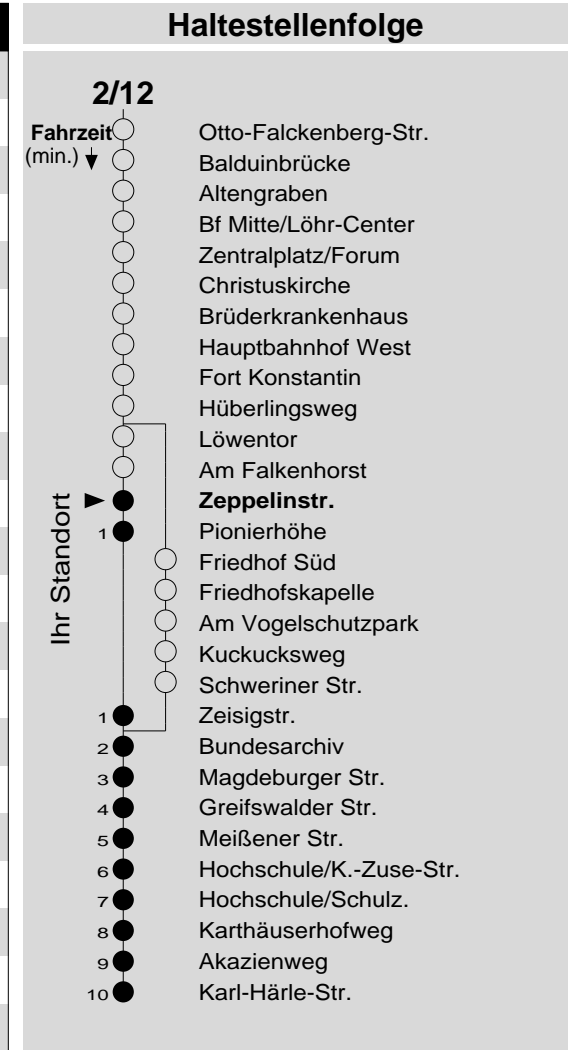 Haltestellenfolge
2/12
Fahrzeit
(min.)
Otto-Falckenberg-Str.
Balduinbrücke
Altengraben
Bf Mitte/Löhr-Center
Zentralplatz/Forum
Christuskirche
Brüderkrankenhaus
Hauptbahnhof West
Fort Konstantin
Hüberlingsweg
Löwentor
Am Falkenhorst
Ihr Standort
Zeppelinstr.
1 Pionierhöhe
Friedhof Süd
Friedhofskapelle
Am Vogelschutzpark
Kuckucksweg
Schweriner Str.
1 Zeisigstr.
2 Bundesarchiv
3 Magdeburger Str.
4 Greifswalder Str.
5 Meißener Str.
6 Hochschule/K.-Zuse-Str.
7 Hochschule/Schulz.
8 Karthäuserhofweg
9 Akazienweg
10 Karl-Härle-Str.